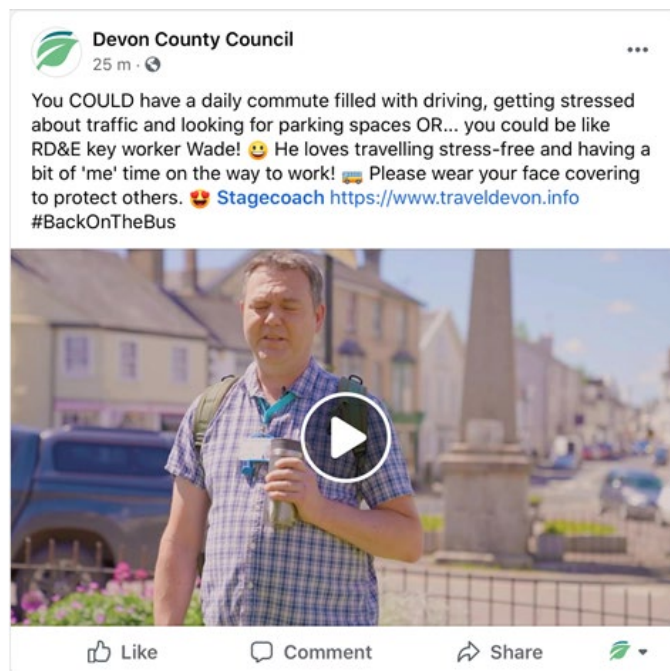 Devon County Council
25 m ·
You COULD have a daily commute filled with driving, getting stressed
about traffic and looking for parking spaces OR... you could be like
RD&E key worker Wade! 😀 He loves travelling stress-free and having a
bit of 'me' time on the way to work! 🚌 Please wear your face covering
to protect others. 😍 Stagecoach https://www.traveldevon.info
#BackOnTheBus
Like Comment Share